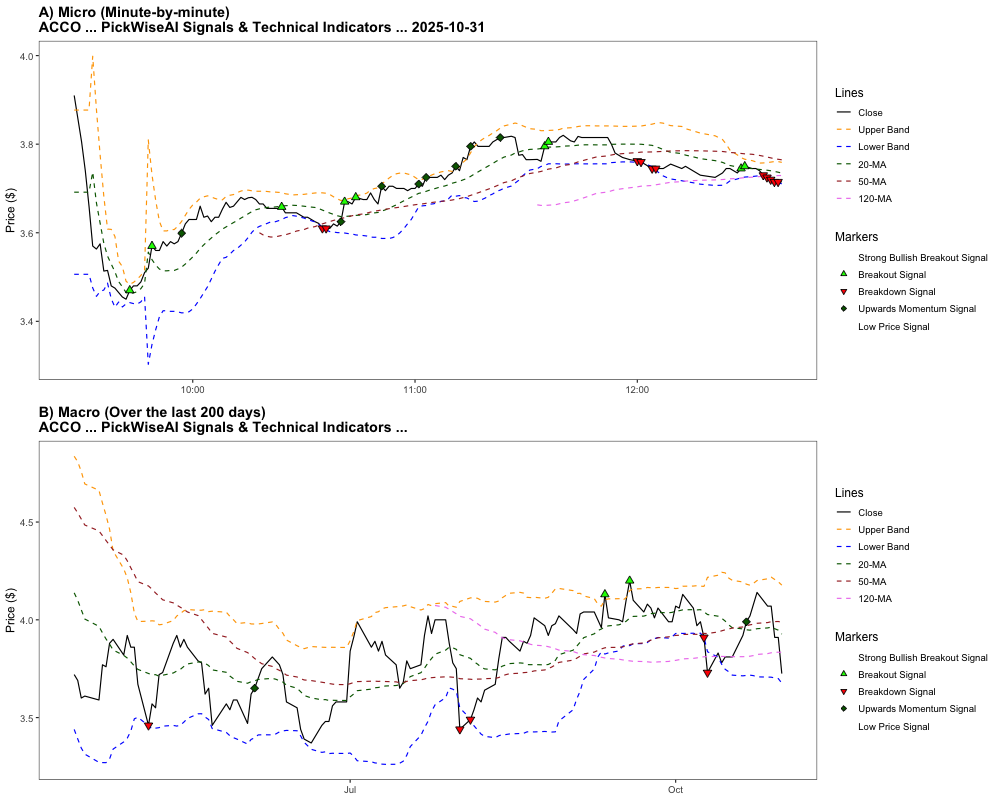 A) Micro (Minute-by-minute)
ACCO ... PickWiseAI Signals & Technical Indicators ... 2025-10-31
4.0
3.8
3.6
3.4
Price ($)
10:00
11:00
12:00
Lines
Close
Upper Band
Lower Band
20-MA
50-MA
120-MA
Markers
Strong Bullish Breakout Signal
Breakout Signal
Breakdown Signal
Upwards Momentum Signal
Low Price Signal
B) Macro (Over the last 200 days)
ACCO ... PickWiseAI Signals & Technical Indicators ...
4.5
4.0
3.5
Price ($)
Jul
Oct
Lines
Close
Upper Band
Lower Band
20-MA
50-MA
120-MA
Markers
Strong Bullish Breakout Signal
Breakout Signal
Breakdown Signal
Upwards Momentum Signal
Low Price Signal